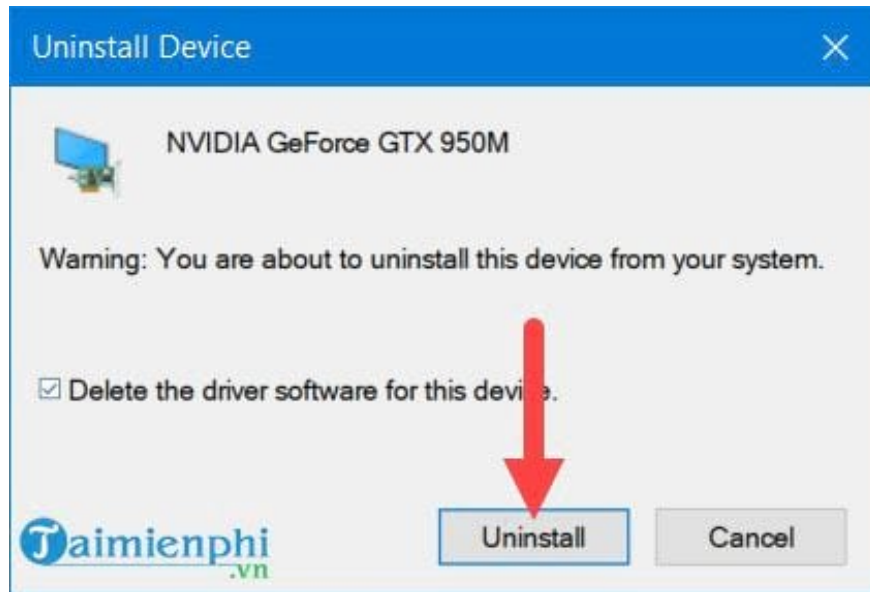 Uninstall Device
NVIDIA GeForce GTX 950M
Warning: You are about to uninstall this device from your system.
Delete the driver software for this device.
Uninstall
Cancel
Taimienphi
.vn